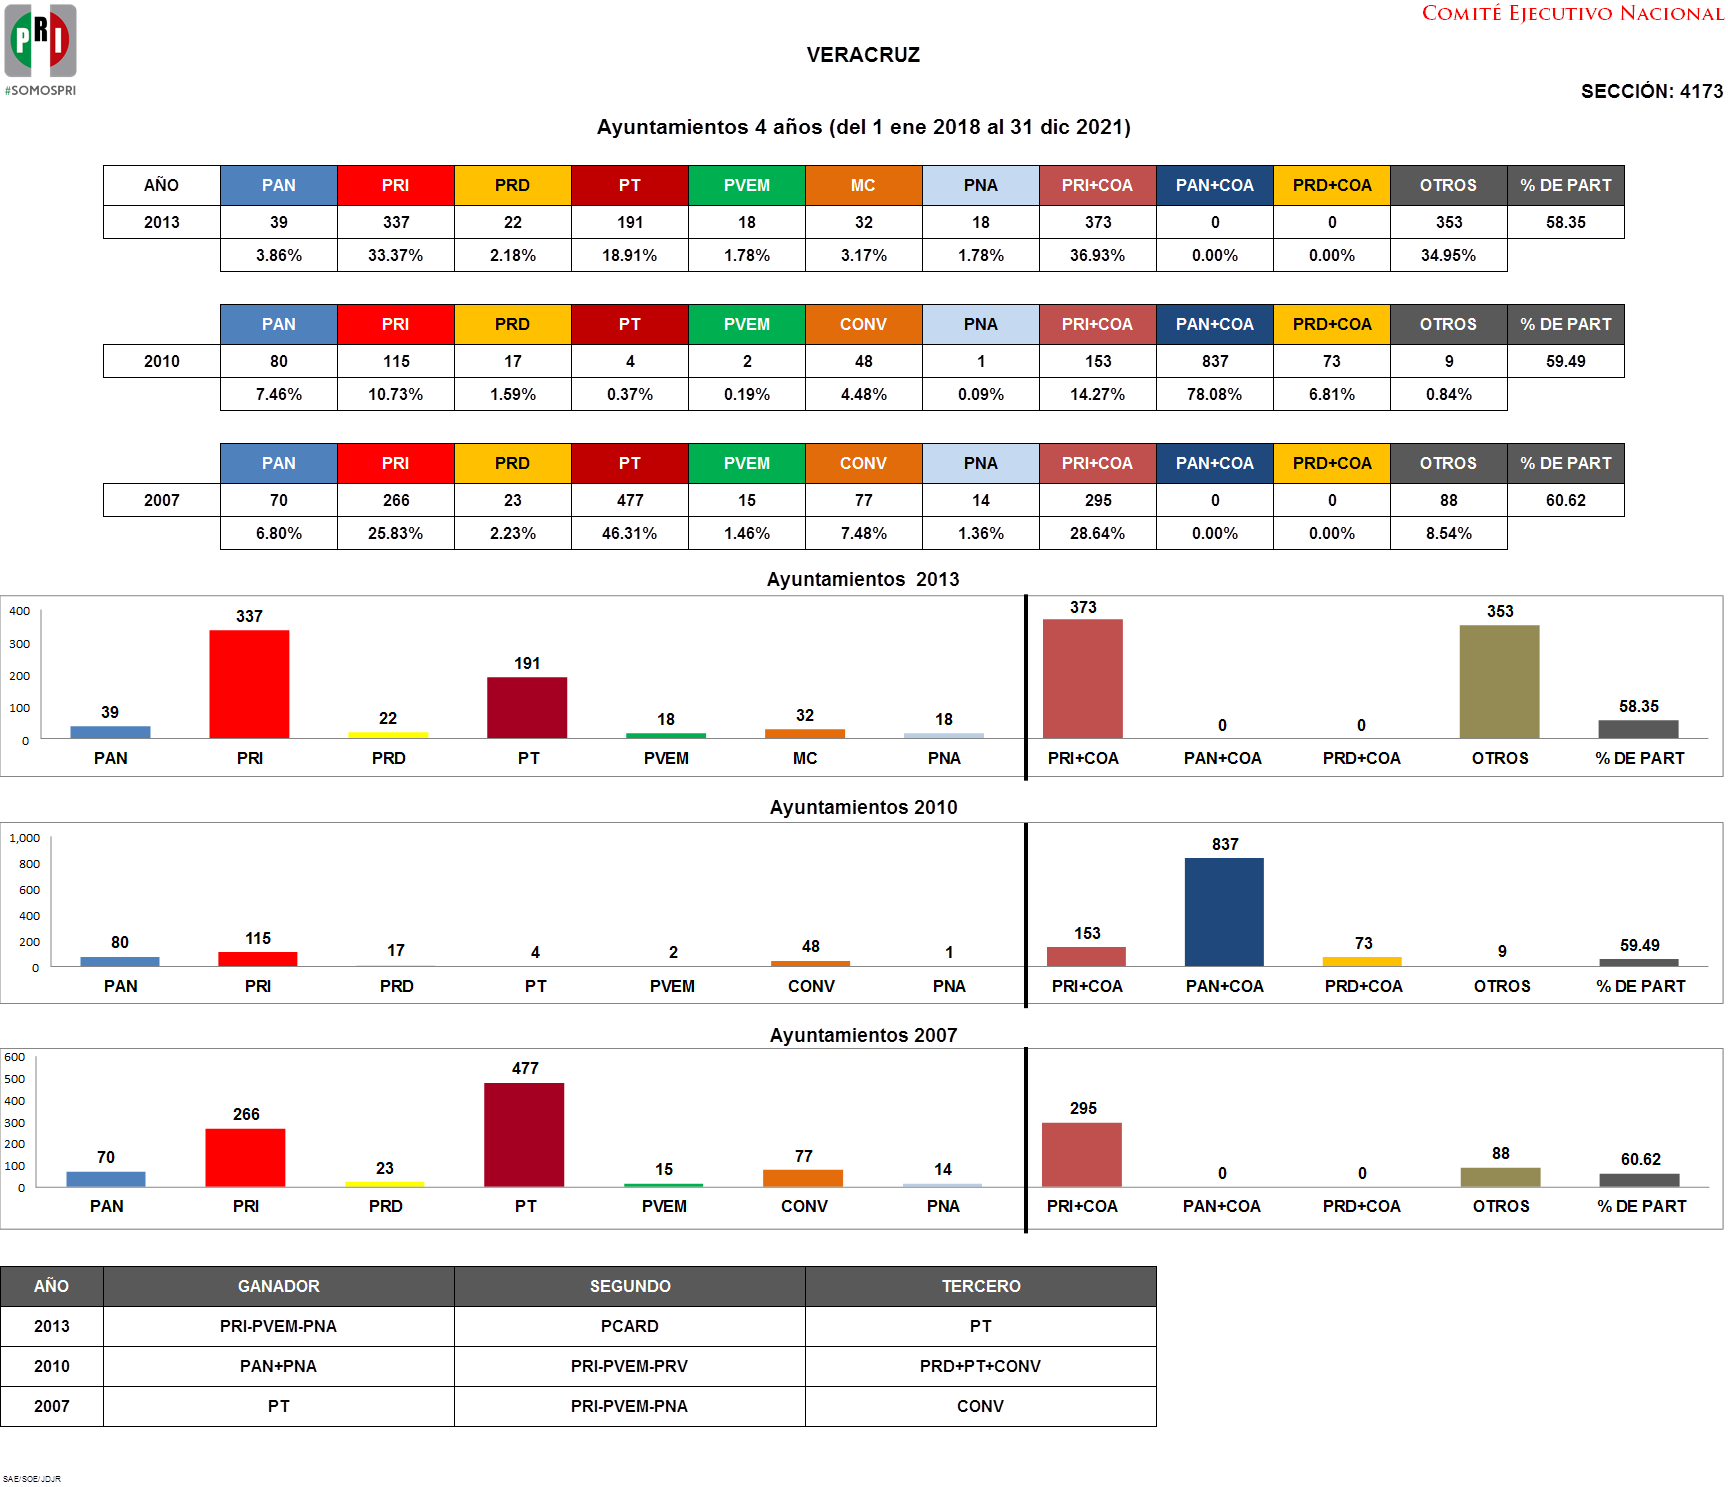 PRI
#SOMOSPRI
COMITÉ EJECUTIVO NACIONAL
VERACRUZ
SECCIÓN: 4173
Ayuntamientos 4 años (del 1 ene 2018 al 31 dic 2021)
AÑO PAN PRI PRD PT PVEM MC PNA PRI+COA PAN+COA PRD+COA OTROS % DE PART
2013 39 337 22 191 18 32 18 373 0 0 353 58.35
3.86% 33.37% 2.18% 18.91% 1.78% 3.17% 1.78% 36.93% 0.00% 0.00% 34.95%
PAN PRI PRD PT PVEM CONV PNA PRI+COA PAN+COA PRD+COA OTROS % DE PART
2010 80 115 17 4 2 48 1 153 837 73 9 59.49
7.46% 10.73% 1.59% 0.37% 0.19% 4.48% 0.09% 14.27% 78.08% 6.81% 0.84%
PAN PRI PRD PT PVEM CONV PNA PRI+COA PAN+COA PRD+COA OTROS % DE PART
2007 70 266 23 477 15 77 14 295 0 0 88 60.62
6.80% 25.83% 2.23% 46.31% 1.46% 7.48% 1.36% 28.64% 0.00% 0.00% 8.54%
Ayuntamientos 2013
400
300
200
100
0
39 337 22 191 18 32 18 373 0 0 353 58.35
PAN PRI PRD PT PVEM MC PNA PRI+COA PAN+COA PRD+COA OTROS % DE PART
Ayuntamientos 2010
1,000
800
600
400
200
0
80 115 17 4 2 48 1 153 837 73 9 59.49
PAN PRI PRD PT PVEM CONV PNA PRI+COA PAN+COA PRD+COA OTROS % DE PART
Ayuntamientos 2007
600
500
400
300
200
100
0
70 266 23 477 15 77 14 295 0 0 88 60.62
PAN PRI PRD PT PVEM CONV PNA PRI+COA PAN+COA PRD+COA OTROS % DE PART
AÑO GANADOR SEGUNDO TERCERO
2013 PRI-PVEM-PNA PCARD PT
2010 PAN+PNA PRI-PVEM-PRV PRD+PT+CONV
2007 PT PRI-PVEM-PNA CONV
SAE/SOE/JDJR